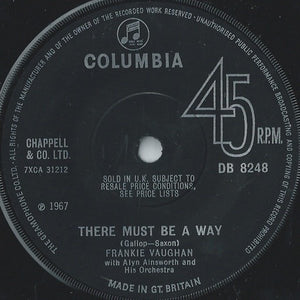 THE GRAMOPHONE CO. LTD. ALL RIGHTS OF THE MANUFACTURER AND OF THE OWNER OF THE RECORDED WORK RESERVED - UNAUTHORISED PUBLIC PERFORMANCE BROADCASTING AND COPYING OF THIS RECORD PROHIBITED
COLUMBIA
45
R.P.M.
CHAPPELL
& CO. LTD.
7XCA 31212
DB 8248
SOLD IN U.K. SUBJECT TO
RESALE PRICE CONDITIONS,
SEE PRICE LISTS
Ⓟ 1967
THERE MUST BE A WAY
(Gallop—Saxon)
FRANKIE VAUGHAN
with Alyn Ainsworth and
His Orchestra
MADE IN GT. BRITAIN